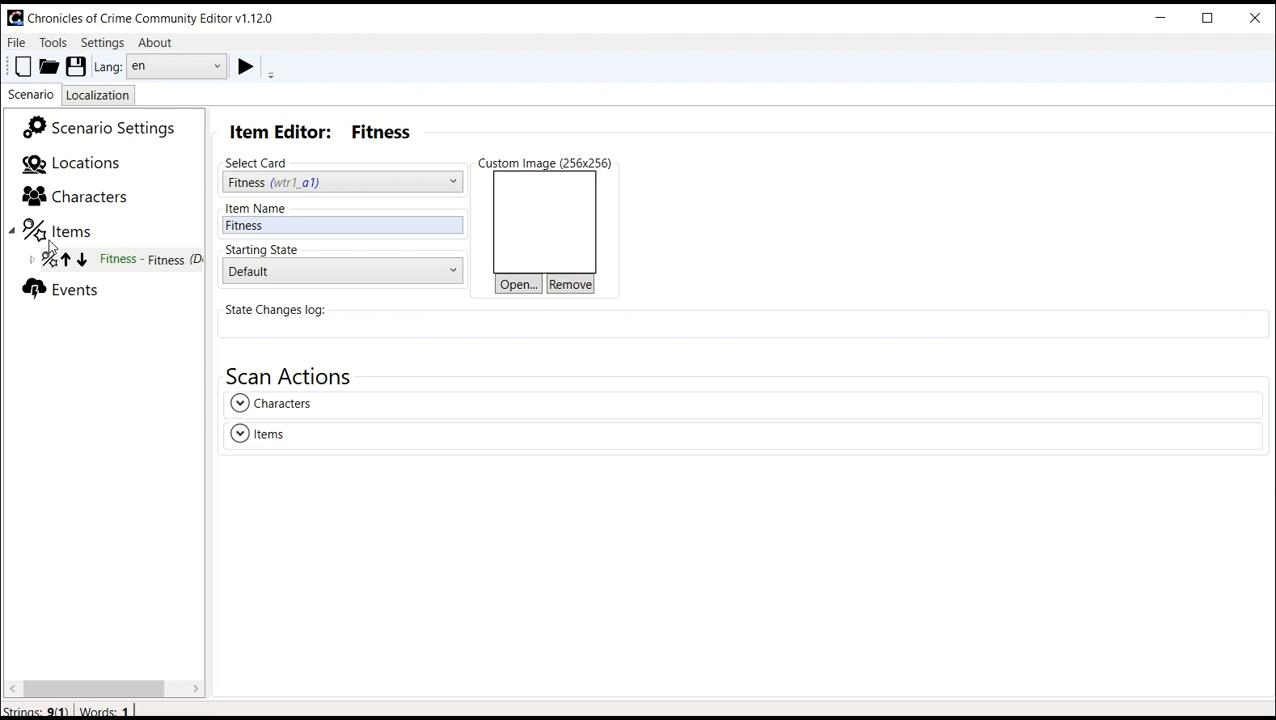 Chronicles of Crime Community Editor v1.12.0
File Tools Settings About
Lang: en
Scenario Localization
Scenario Settings
Locations
Characters
Items
Fitness - Fitness (D
Events
Item Editor: Fitness
Select Card
Fitness (wtr1_a1)
Item Name
Fitness
Starting State
Default
Custom Image (256x256)
Open... Remove
State Changes log:
Scan Actions
Characters
Items
Strings: 9(1) Words: 1